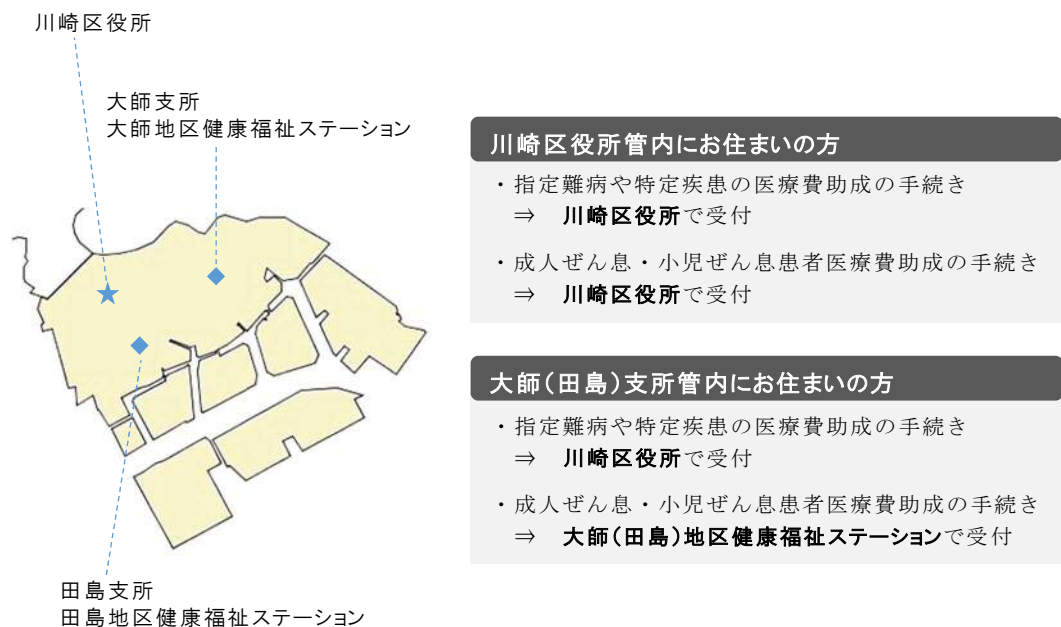 川崎区役所
大師支所
大師地区健康福祉ステーション
川崎区役所管内にお住まいの方
・指定難病や特定疾患の医療費助成の手続き
⇒ 川崎区役所で受付
・成人ぜん息・小児ぜん息患者医療費助成の手続き
⇒ 川崎区役所で受付
大師(田島)支所管内にお住まいの方
・指定難病や特定疾患の医療費助成の手続き
⇒ 川崎区役所で受付
・成人ぜん息・小児ぜん息患者医療費助成の手続き
⇒ 大師(田島)地区健康福祉ステーションで受付
田島支所
田島地区健康福祉ステーション